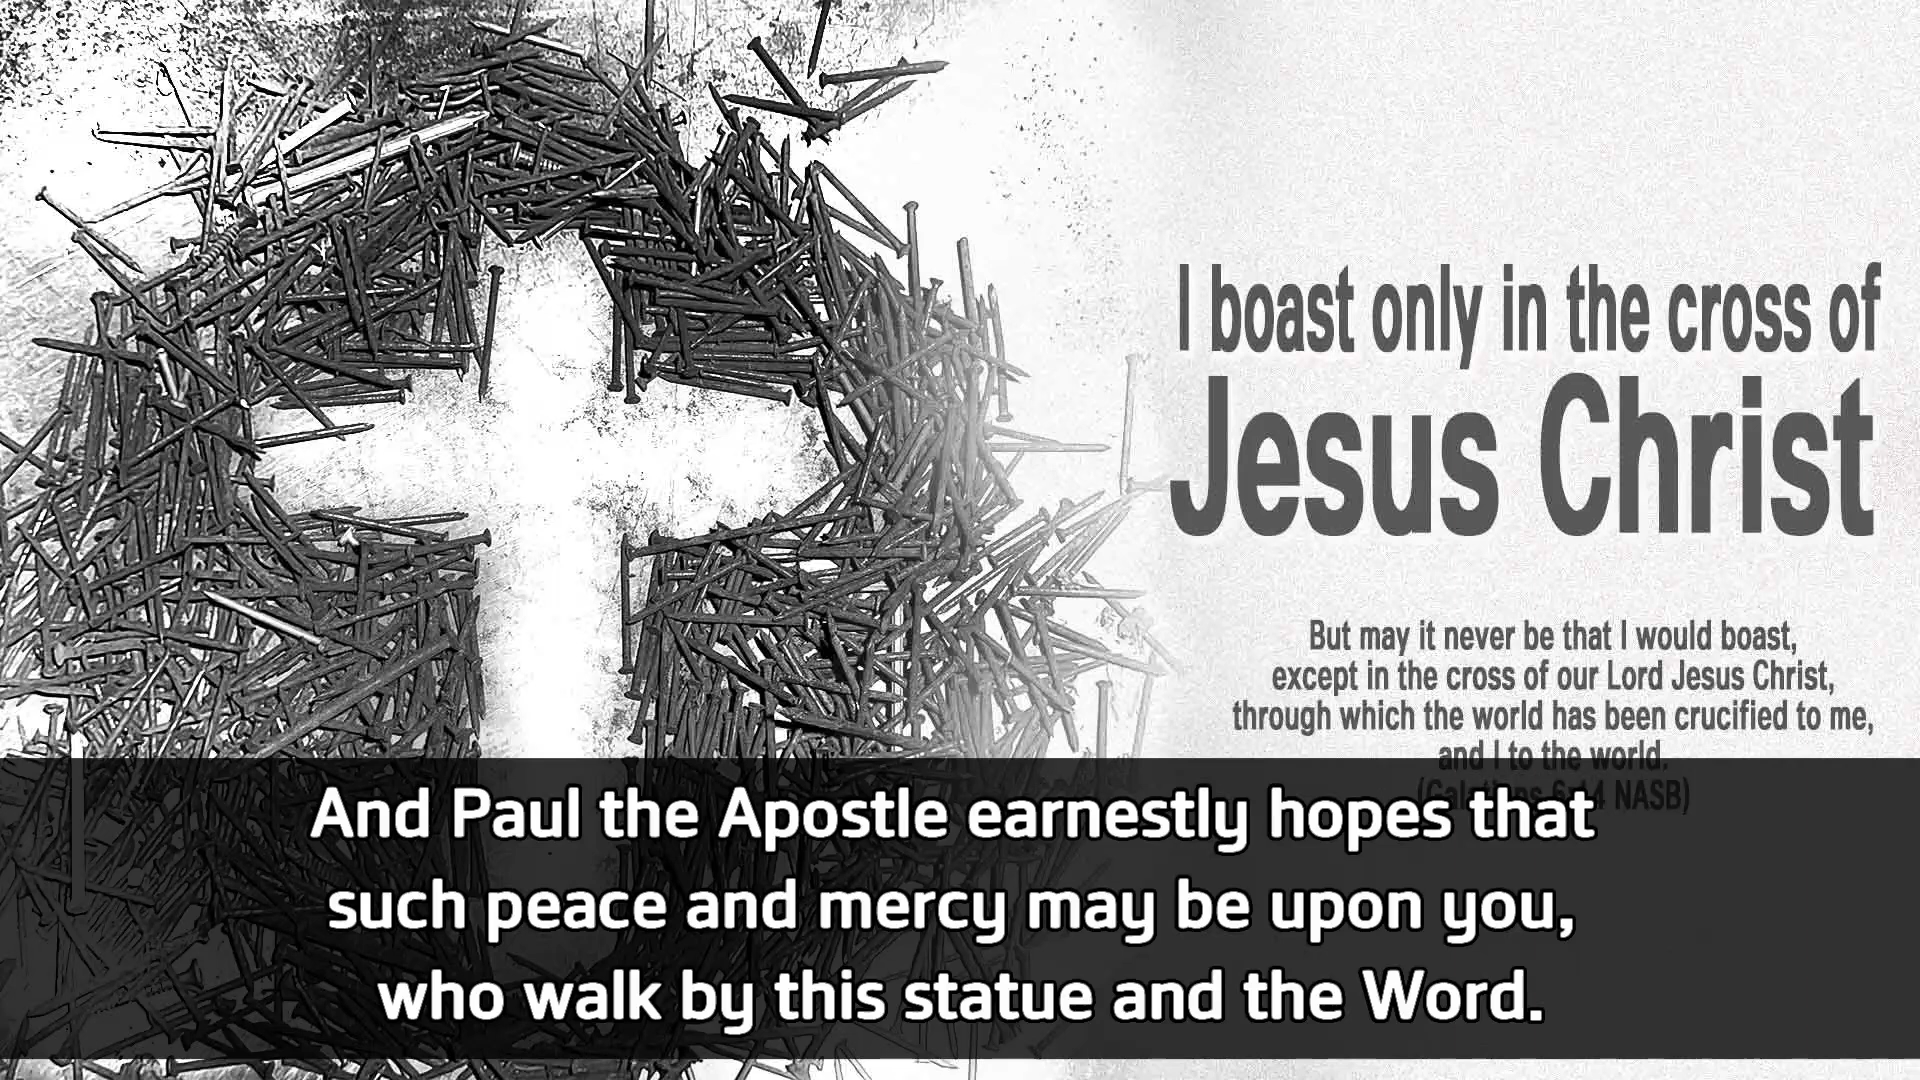 I boast only in the cross of
Jesus Christ
But may it never be that I would boast,
except in the cross of our Lord Jesus Christ,
through which the world has been crucified to me,
and I to the world.
(Galatians 6:14 NASB)
And Paul the Apostle earnestly hopes that
such peace and mercy may be upon you,
who walk by this statue and the Word.